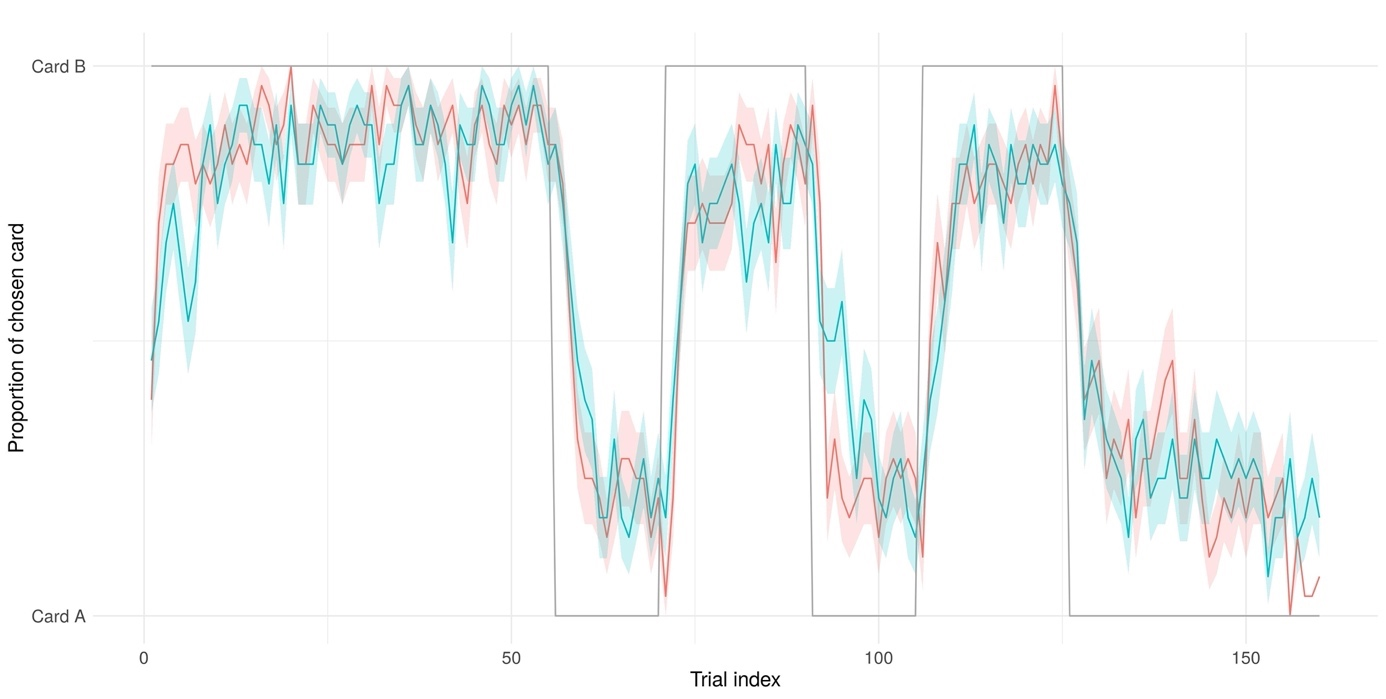 Card B
Proportion of chosen card
Card A
0 50 100 150
Trial index